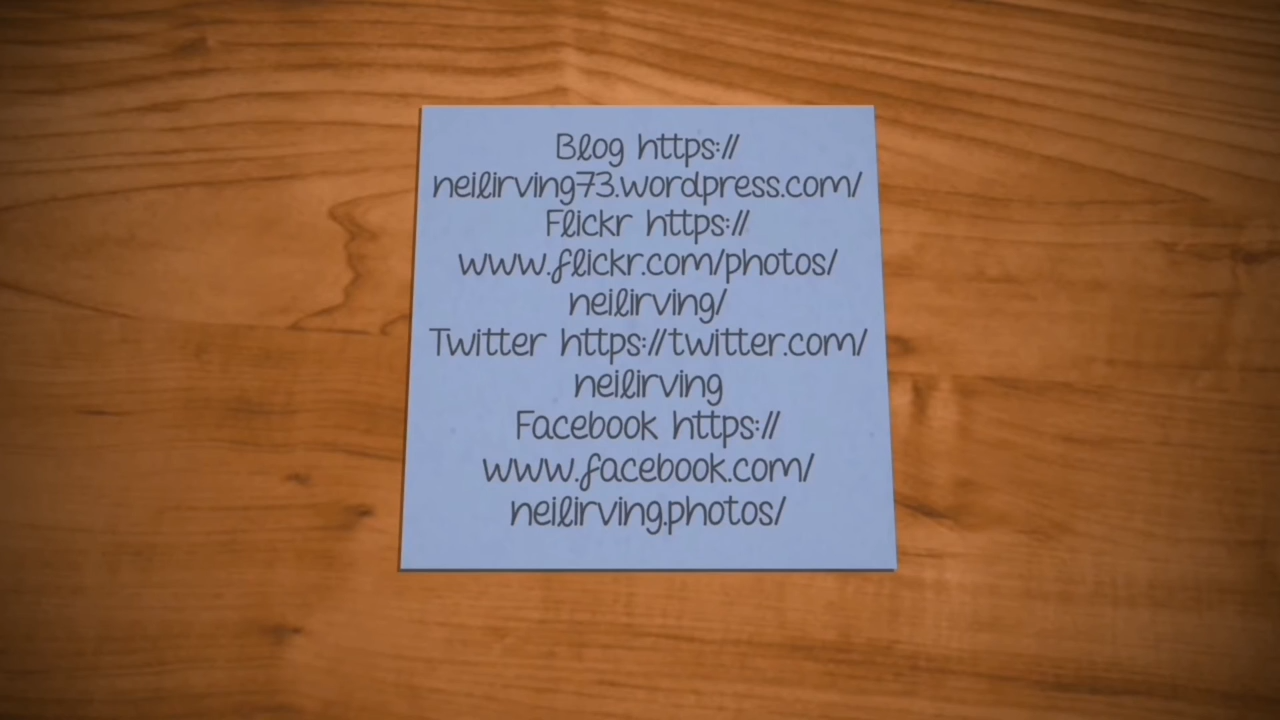 Blog https://
neilirving73.wordpress.com/
Flickr https://
www.flickr.com/photos/
neilirving/
Twitter https://twitter.com/
neilirving
Facebook https://
www.facebook.com/
neilirving.photos/